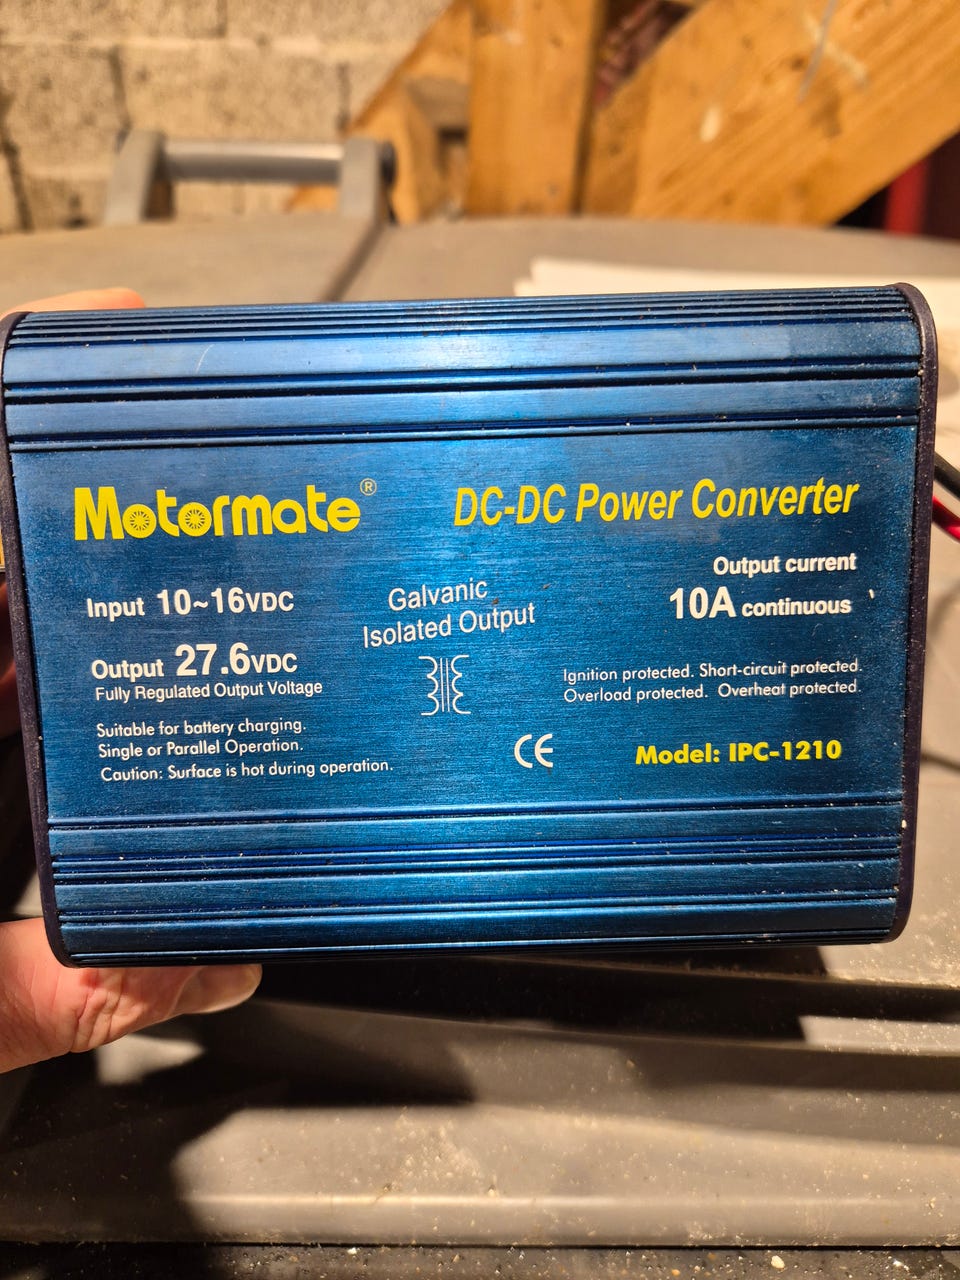 Motormate®
DC-DC Power Converter
Input 10~16VDC
Output 27.6VDC
Fully Regulated Output Voltage
Suitable for battery charging.
Single or Parallel Operation.
Caution: Surface is hot during operation.
Galvanic
Isolated Output
Output current
10A continuous
Ignition protected. Short-circuit protected.
Overload protected. Overheat protected.
CE
Model: IPC-1210